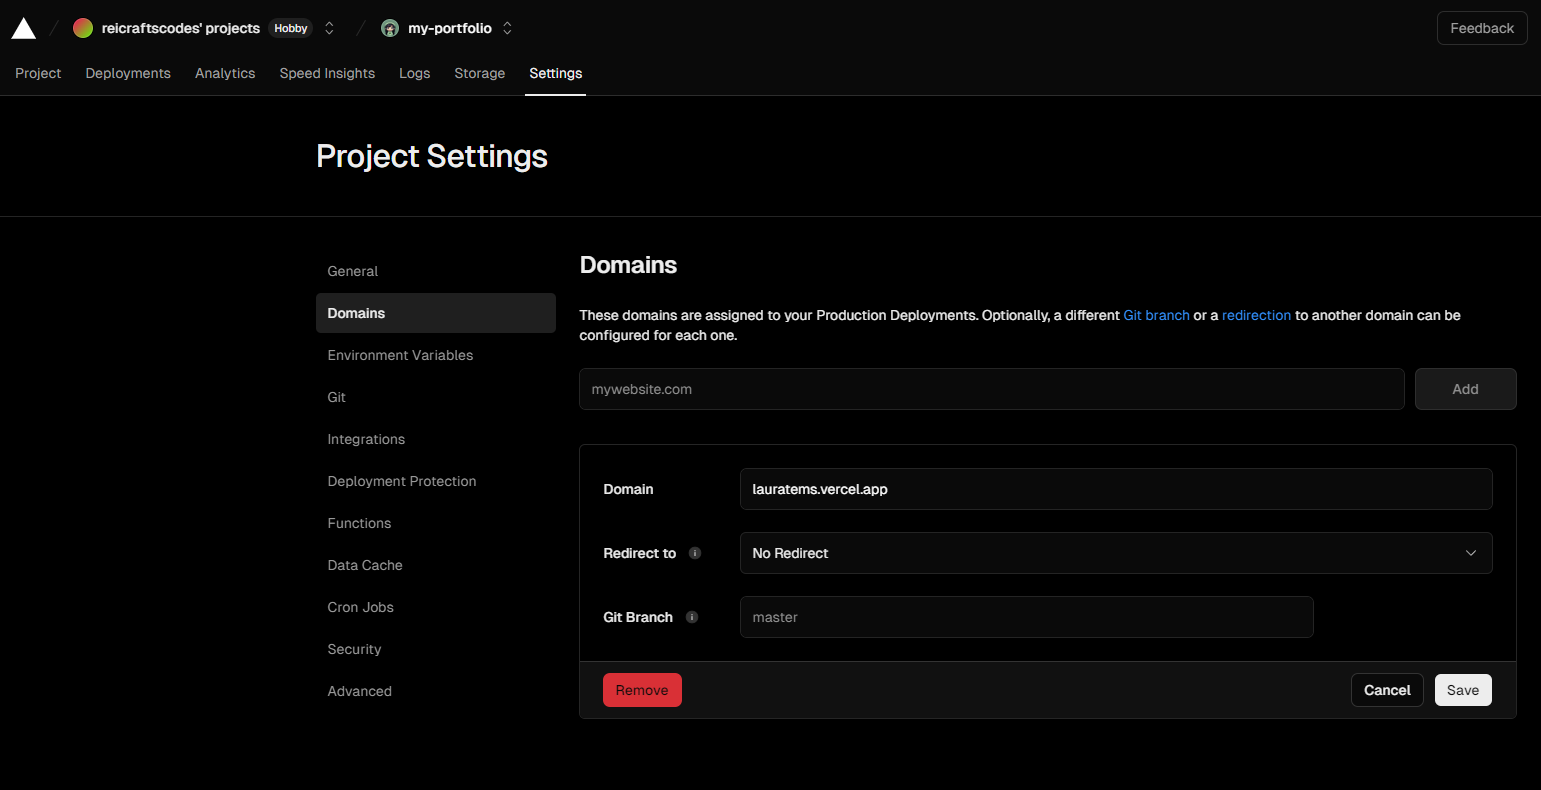 reicraftscodes' projects Hobby my-portfolio Feedback
Project Deployments Analytics Speed Insights Logs Storage Settings
Project Settings
General
Domains
Environment Variables
Git
Integrations
Deployment Protection
Functions
Data Cache
Cron Jobs
Security
Advanced
Domains
These domains are assigned to your Production Deployments. Optionally, a different Git branch or a redirection to another domain can be
configured for each one.
mywebsite.com Add
Domain lauratems.vercel.app
Redirect to No Redirect
Git Branch master
Remove Cancel Save